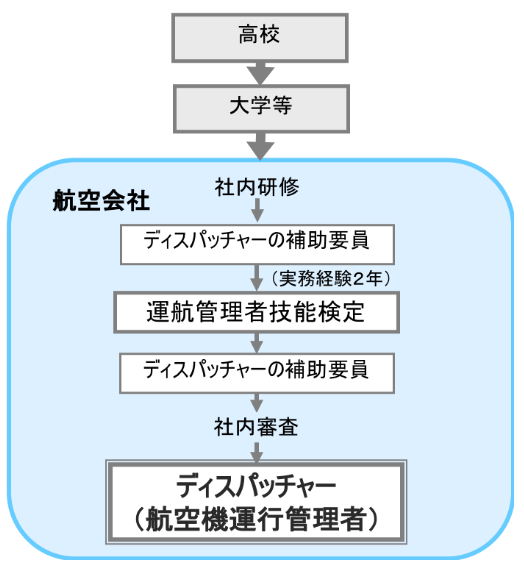 高校
大学等
航空会社
社内研修
ディスパッチャーの補助要員
（実務経験２年）
運航管理者技能検定
ディスパッチャーの補助要員
社内審査
ディスパッチャー
（航空機運行管理者）